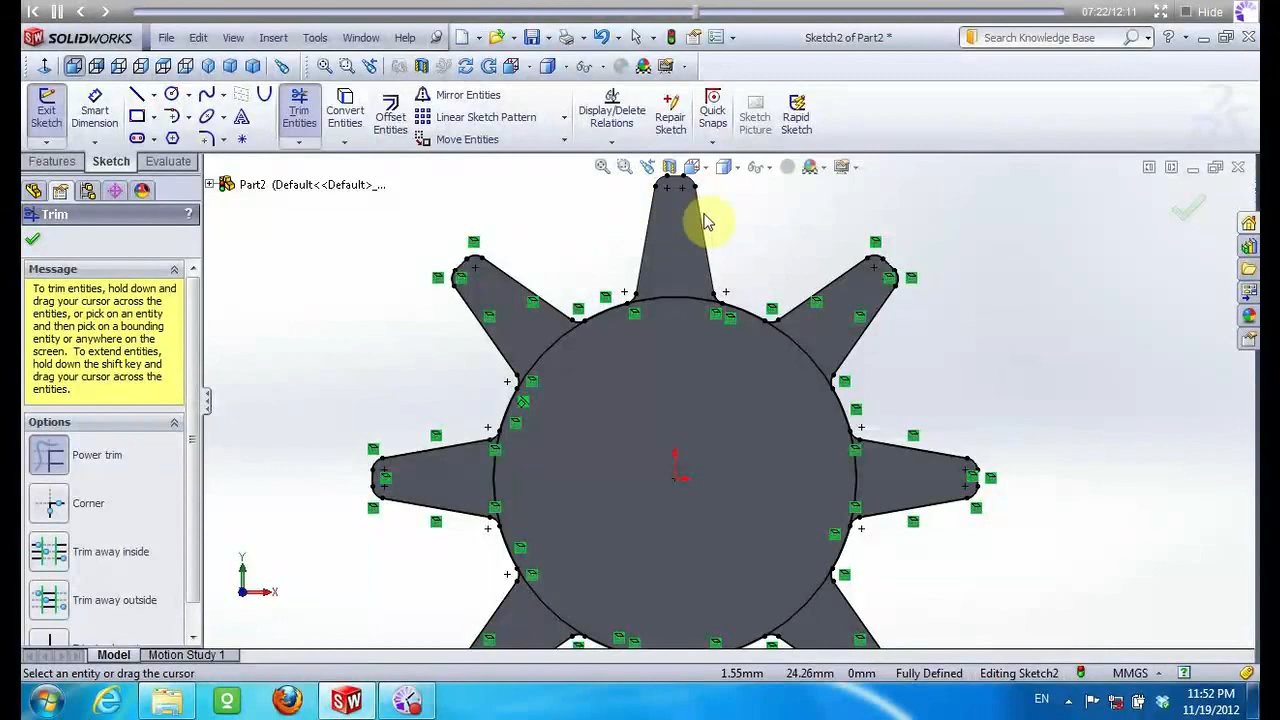 07:22/12:11
Hide
SOLIDWORKS
File Edit View Insert Tools Window Help
Sketch2 of Part2 *
Search Knowledge Base
Exit Sketch
Smart Dimension
Trim Entities
Convert Entities
Offset Entities
Mirror Entities
Linear Sketch Pattern
Move Entities
Display/Delete Relations
Repair Sketch
Quick Snaps
Sketch Picture
Rapid Sketch
Features Sketch Evaluate
Part2 (Default<<Default>_...
Trim
?
Message
To trim entities, hold down and
drag your cursor across the
entities, or pick on an entity
and then pick on a bounding
entity or anywhere on the
screen. To extend entities,
hold down the shift key and
drag your cursor across the
entities.
Options
Power trim
Corner
Trim away inside
Trim away outside
Y
X
Model Motion Study 1
Select an entity or drag the cursor
1.55mm 24.26mm 0mm Fully Defined Editing Sketch2 MMGS
EN
11:52 PM
11/19/2012